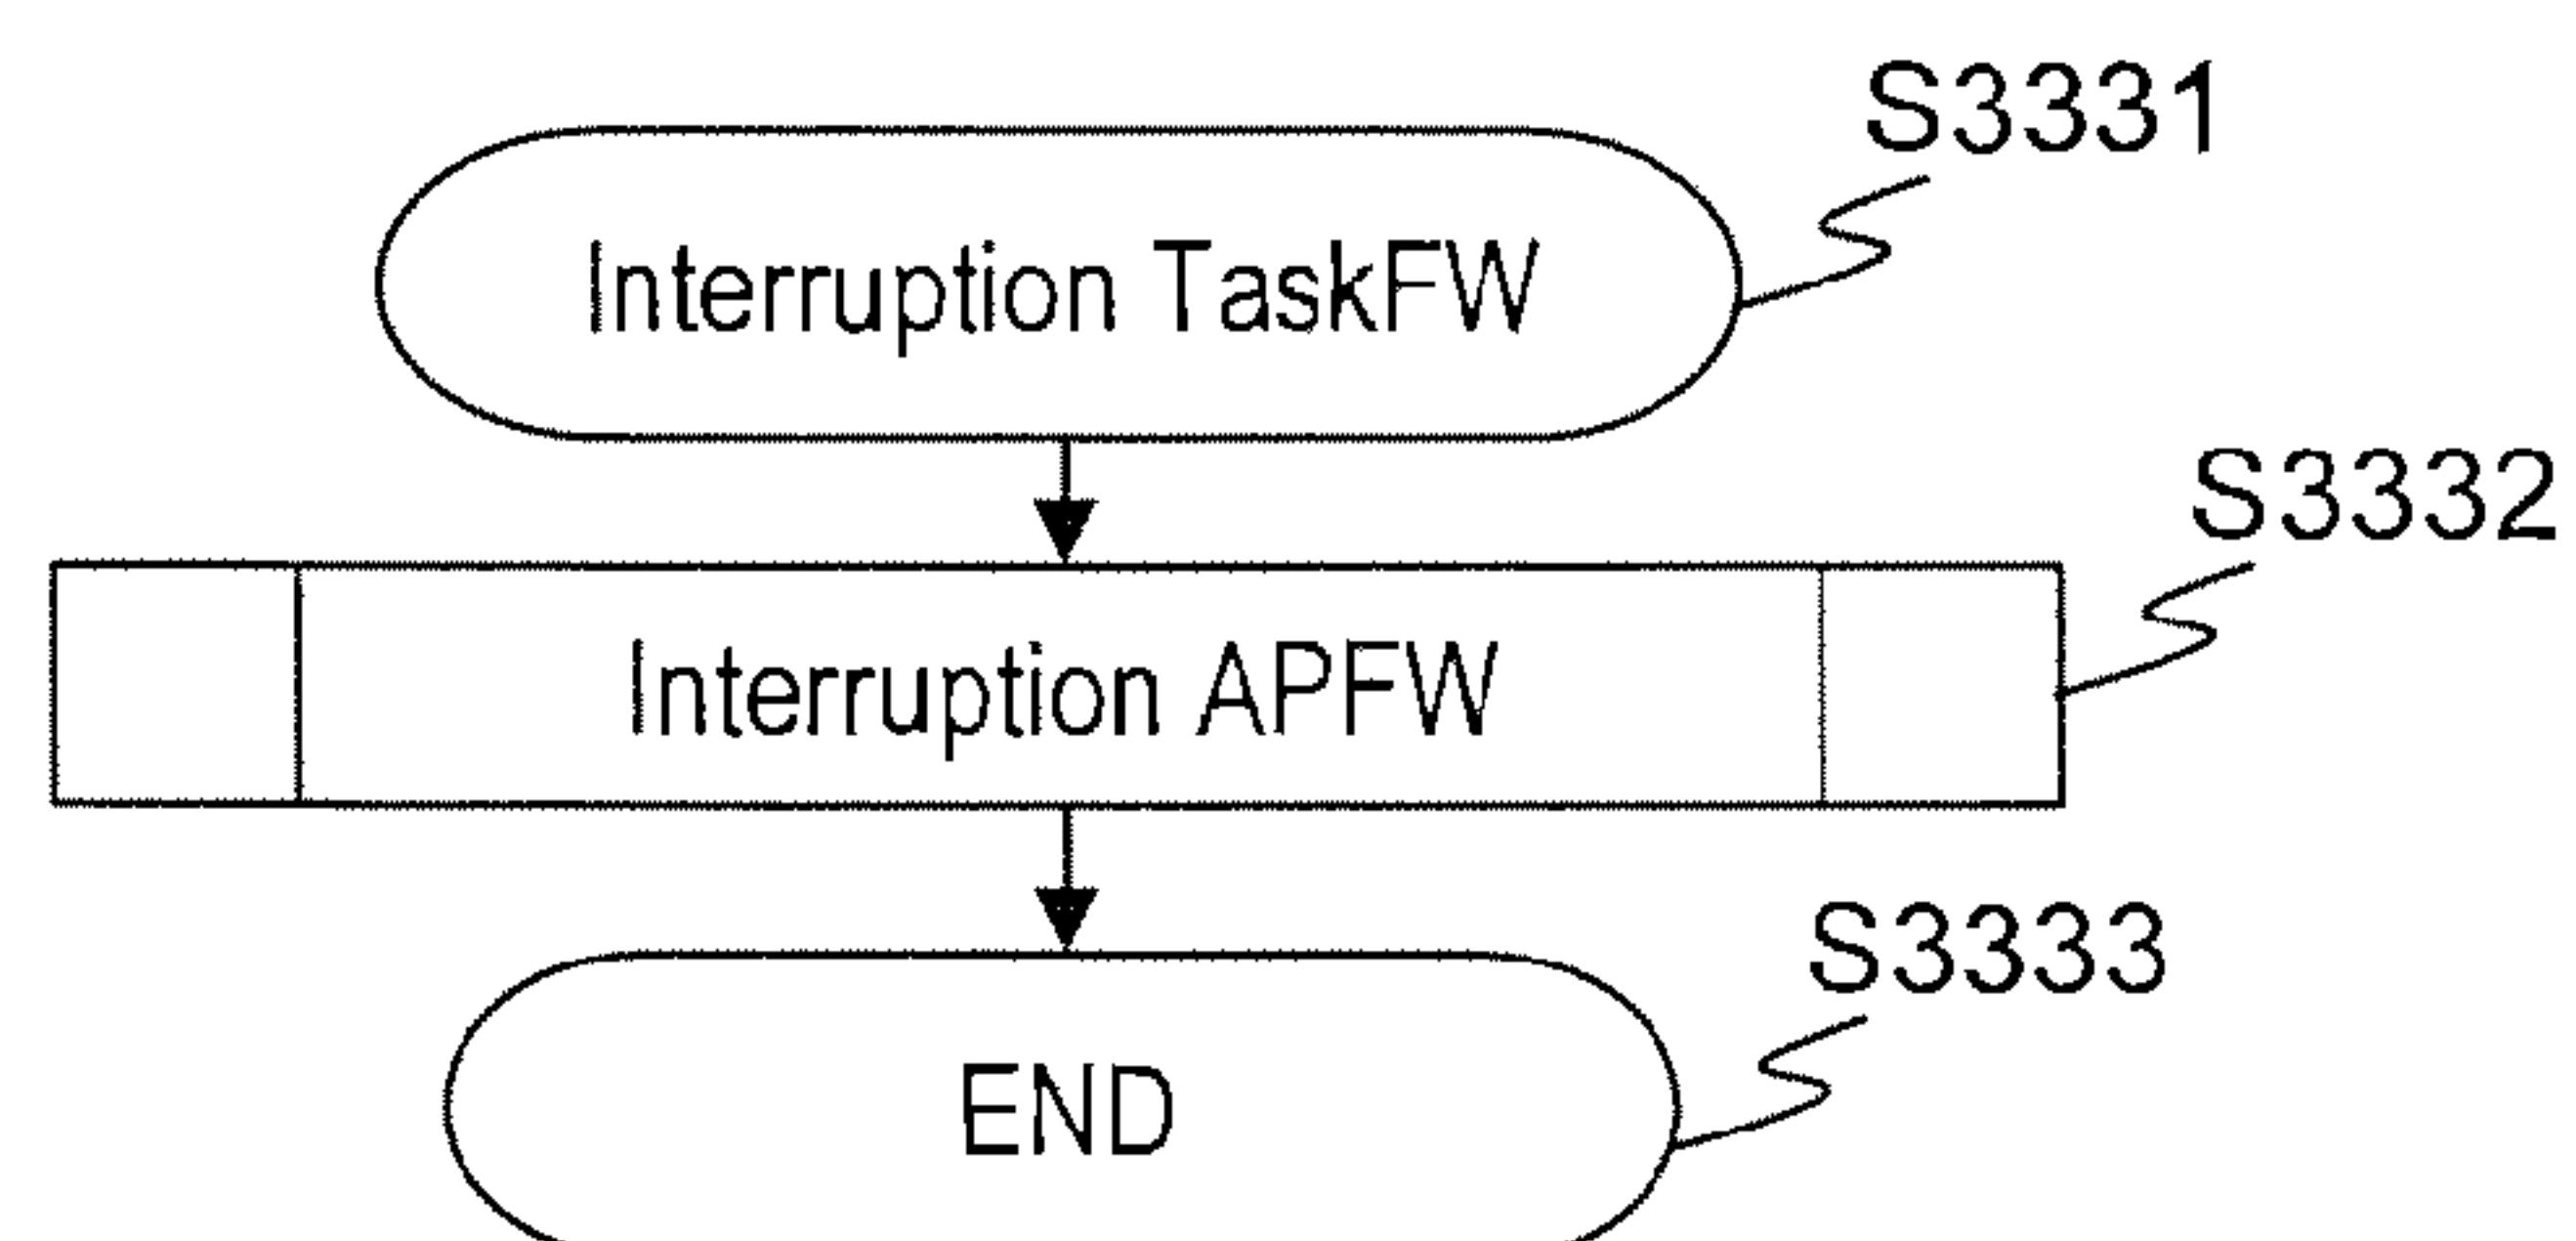 S3331
Interruption TaskFW
S3332
Interruption APFW
S3333
END